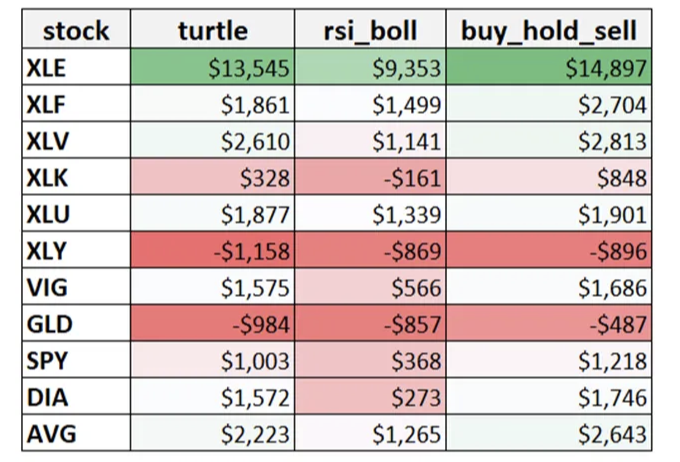 stock turtle rsi_boll buy_hold_sell
XLE $13,545 $9,353 $14,897
XLF $1,861 $1,499 $2,704
XLV $2,610 $1,141 $2,813
XLK $328 -$161 $848
XLU $1,877 $1,339 $1,901
XLY -$1,158 -$869 -$896
VIG $1,575 $566 $1,686
GLD -$984 -$857 -$487
SPY $1,003 $368 $1,218
DIA $1,572 $273 $1,746
AVG $2,223 $1,265 $2,643